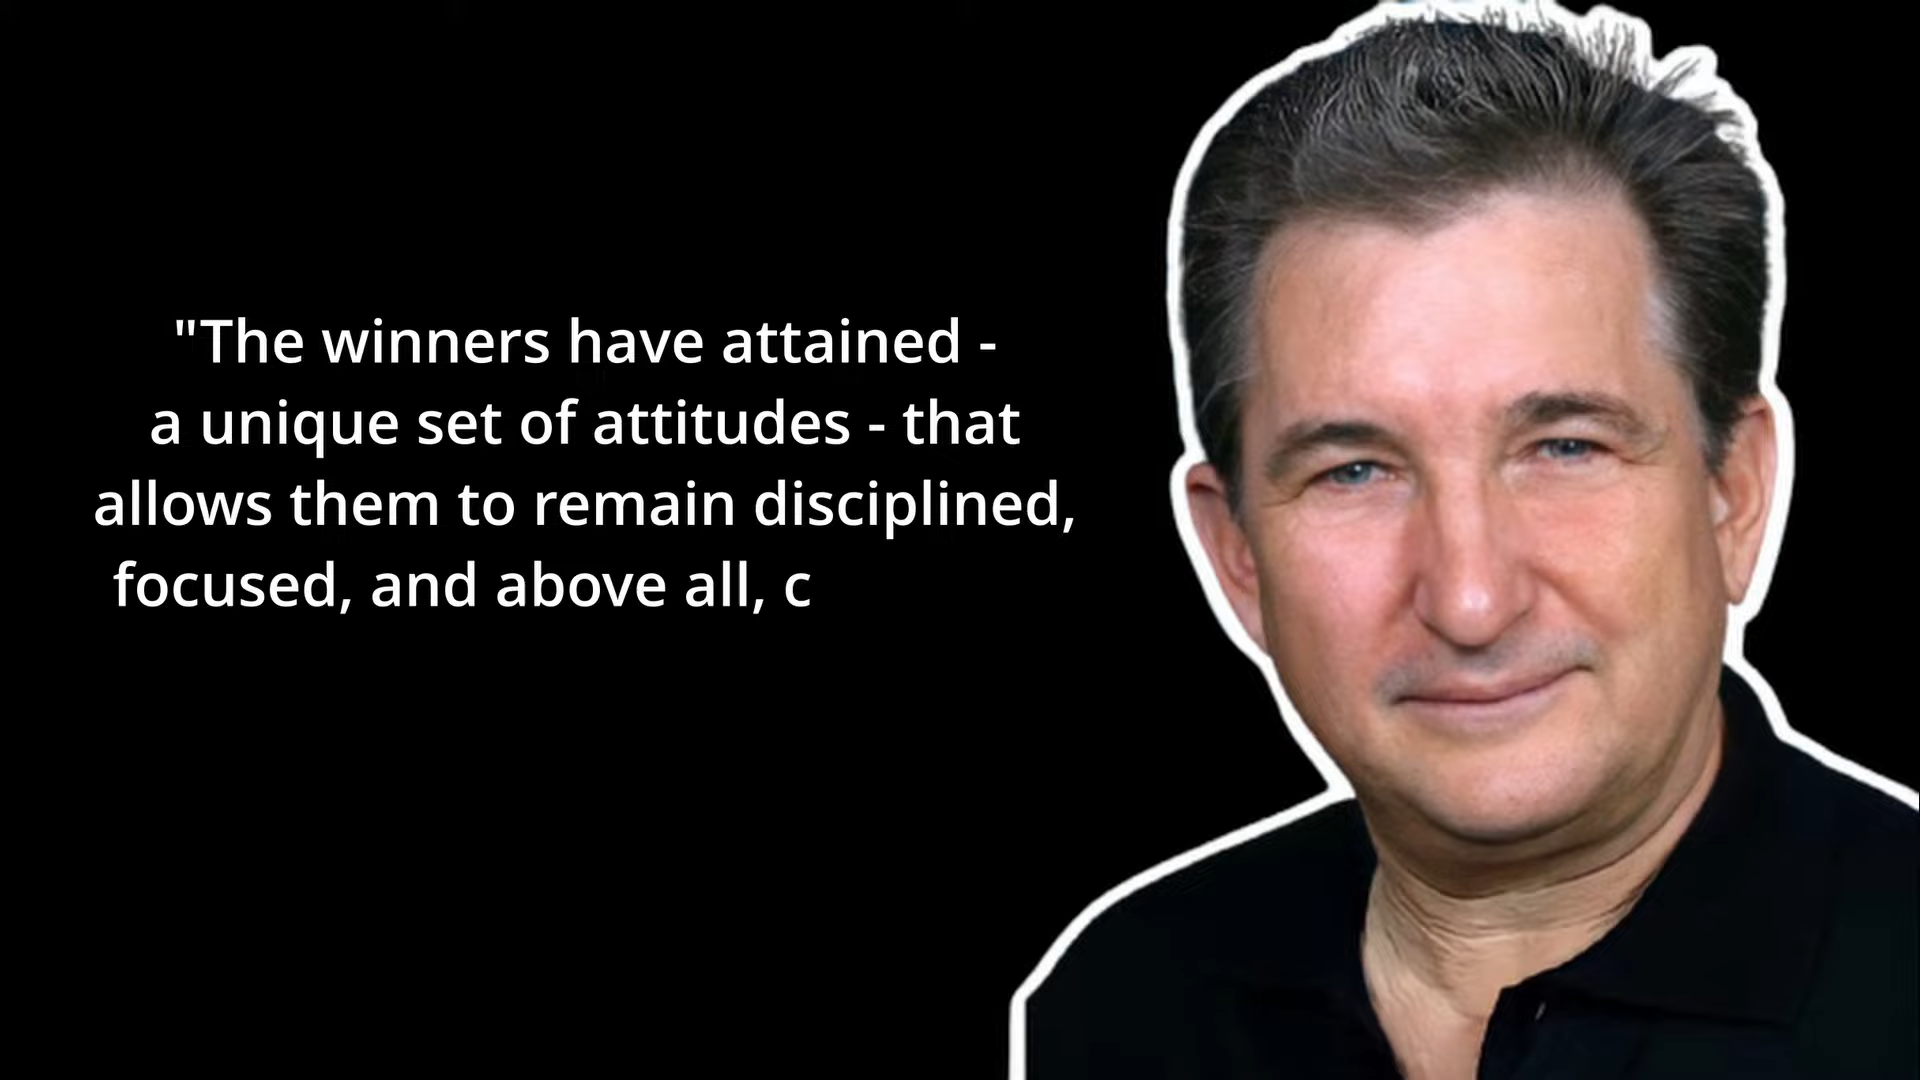 "The winners have attained -
a unique set of attitudes - that
allows them to remain disciplined,
focused, and above all, c